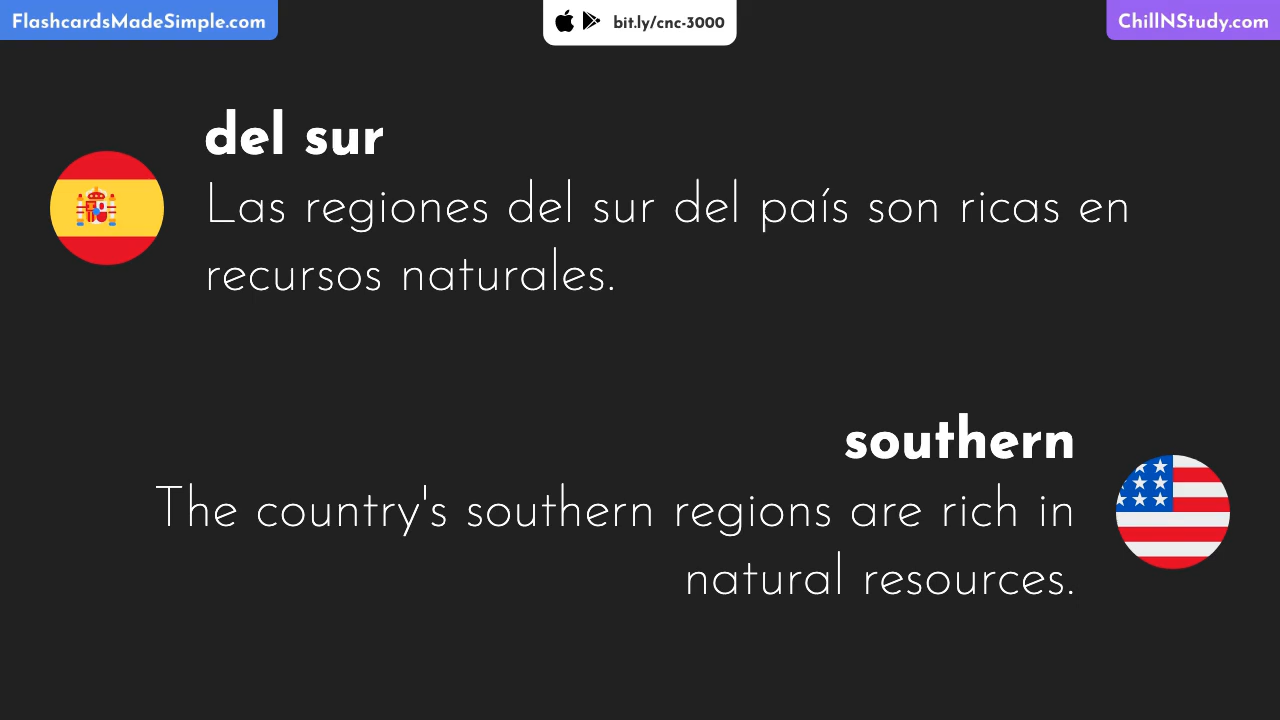 FlashcardsMadeSimple.com
bit.ly/cnc-3000
ChillNStudy.com
del sur
Las regiones del sur del país son ricas en
recursos naturales.
southern
The country's southern regions are rich in
natural resources.